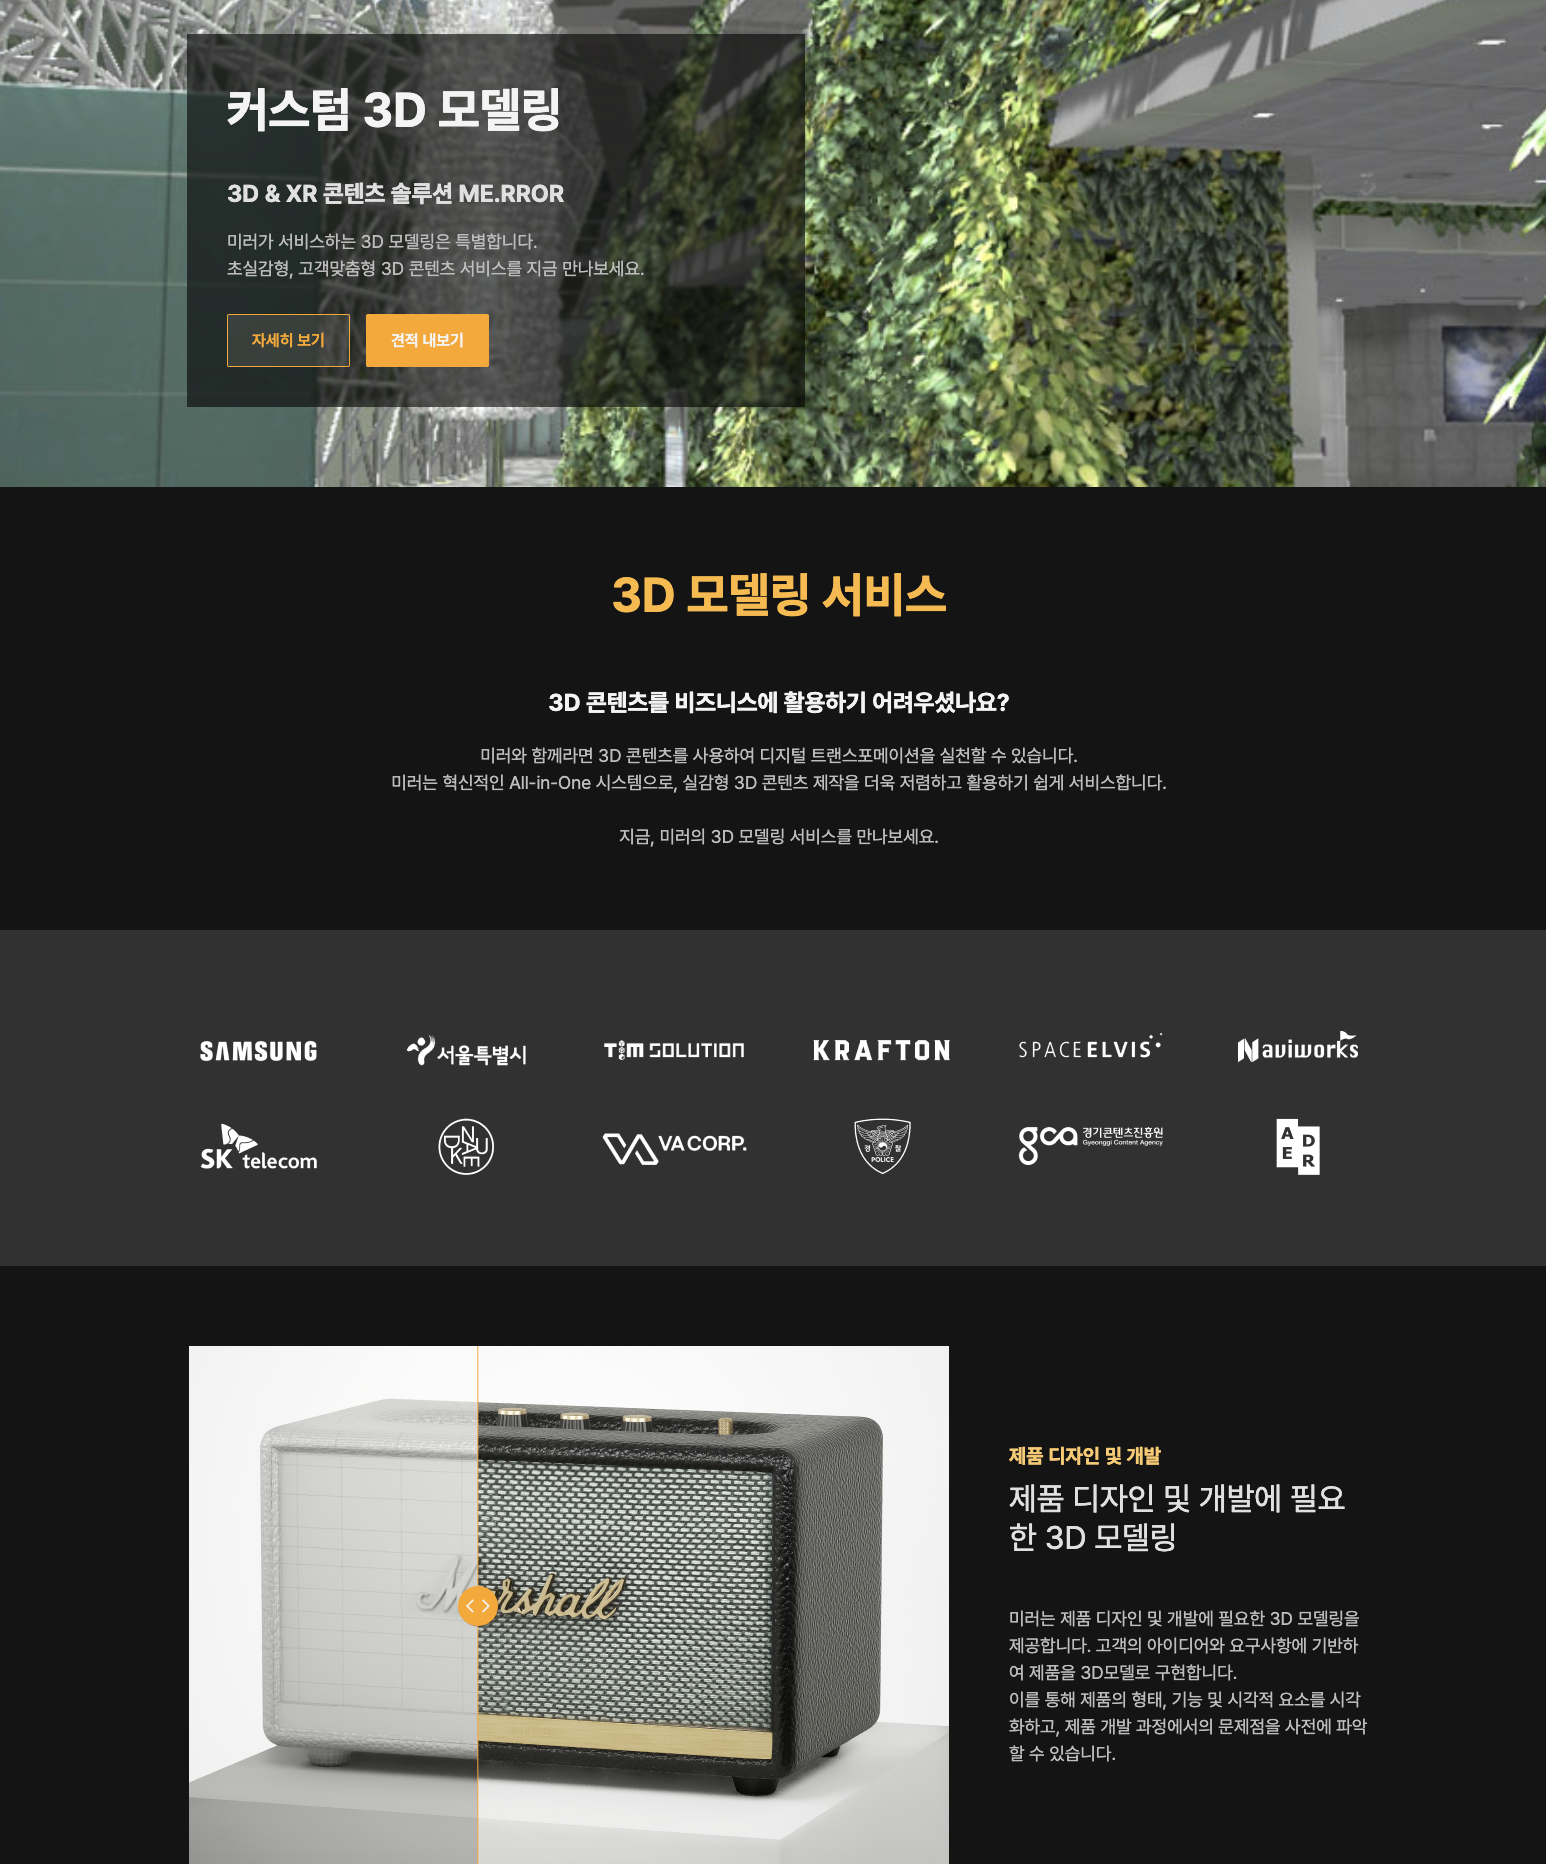 커스텀 3D 모델링
3D & XR 콘텐츠 솔루션 ME.RROR
미러가 서비스하는 3D 모델링은 특별합니다.
초실감형, 고객맞춤형 3D 콘텐츠 서비스를 지금 만나보세요.
자세히 보기
견적 내보기
3D 모델링 서비스
3D 콘텐츠를 비즈니스에 활용하기 어려우셨나요?
미러와 함께라면 3D 콘텐츠를 사용하여 디지털 트랜스포메이션을 실천할 수 있습니다.
미러는 혁신적인 All-in-One 시스템으로, 실감형 3D 콘텐츠 제작을 더욱 저렴하고 활용하기 쉽게 서비스합니다.
지금, 미러의 3D 모델링 서비스를 만나보세요.
SAMSUNG
서울특별시
TIM SOLUTION
KRAFTON
SPACE ELVIS
Naviworks
SK telecom
VA CORP.
경찰
POLICE
gca 경기콘텐츠진흥원
Gyeonggi Content Agency
ADER
Marshall
제품 디자인 및 개발
제품 디자인 및 개발에 필요
한 3D 모델링
미러는 제품 디자인 및 개발에 필요한 3D 모델링을
제공합니다. 고객의 아이디어와 요구사항에 기반하
여 제품을 3D모델로 구현합니다.
이를 통해 제품의 형태, 기능 및 시각적 요소를 시각
화하고, 제품 개발 과정에서의 문제점을 사전에 파악
할 수 있습니다.